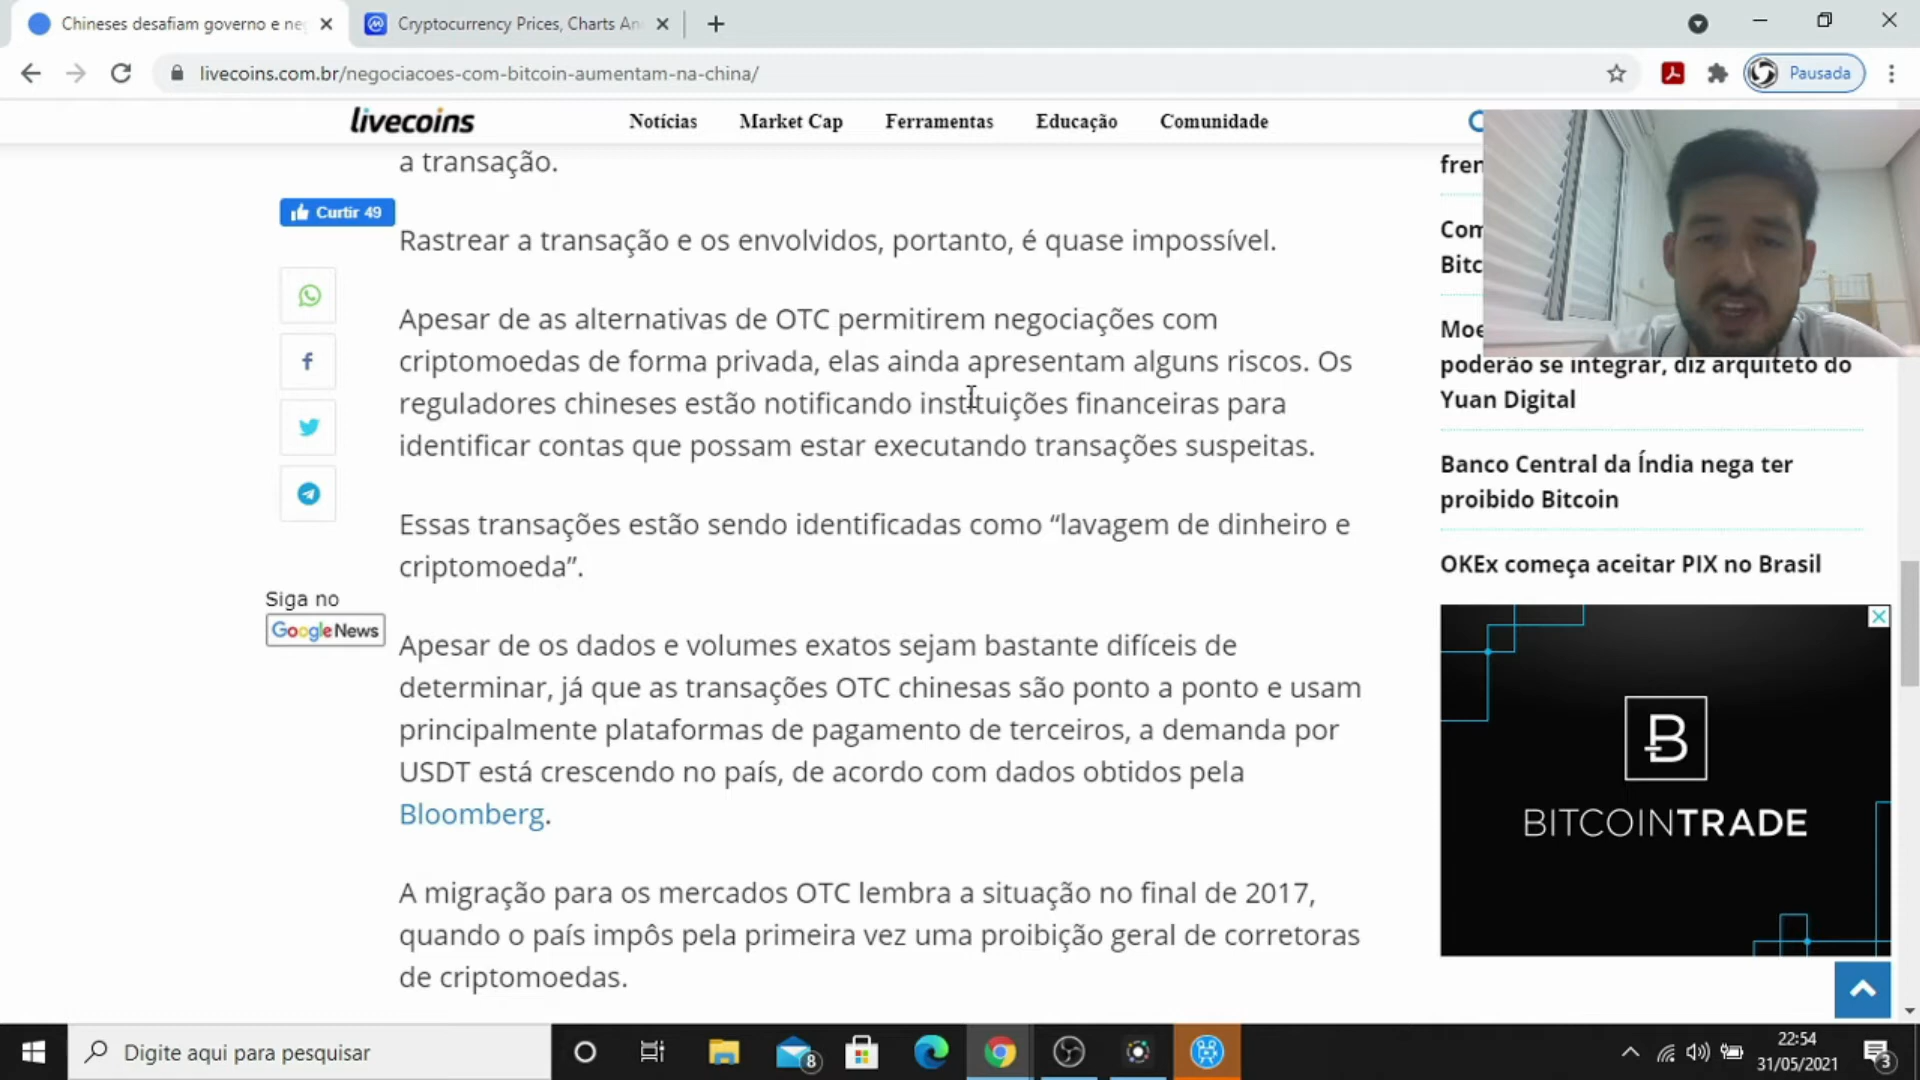 Chineses desafiam governo e ne
Cryptocurrency Prices, Charts An
livecoins.com.br/negociacoes-com-bitcoin-aumentam-na-china/
Pausada
livecoins
Notícias
Market Cap
Ferramentas
Educação
Comunidade
a transação.
Curtir 49
Rastrear a transação e os envolvidos, portanto, é quase impossível.
Apesar de as alternativas de OTC permitirem negociações com
criptomoedas de forma privada, elas ainda apresentam alguns riscos. Os
reguladores chineses estão notificando instituições financeiras para
identificar contas que possam estar executando transações suspeitas.
Essas transações estão sendo identificadas como “lavagem de dinheiro e
criptomoeda”.
Siga no
Google News
Apesar de os dados e volumes exatos sejam bastante difíceis de
determinar, já que as transações OTC chinesas são ponto a ponto e usam
principalmente plataformas de pagamento de terceiros, a demanda por
USDT está crescendo no país, de acordo com dados obtidos pela
Bloomberg.
A migração para os mercados OTC lembra a situação no final de 2017,
quando o país impôs pela primeira vez uma proibição geral de corretoras
de criptomoedas.
fren
Com
Bitc
Moe
poderão se integrar, diz arquiteto do
Yuan Digital
Banco Central da Índia nega ter
proibido Bitcoin
OKEx começa aceitar PIX no Brasil
BITCOINTRADE
Digite aqui para pesquisar
8
22:54
31/05/2021
3